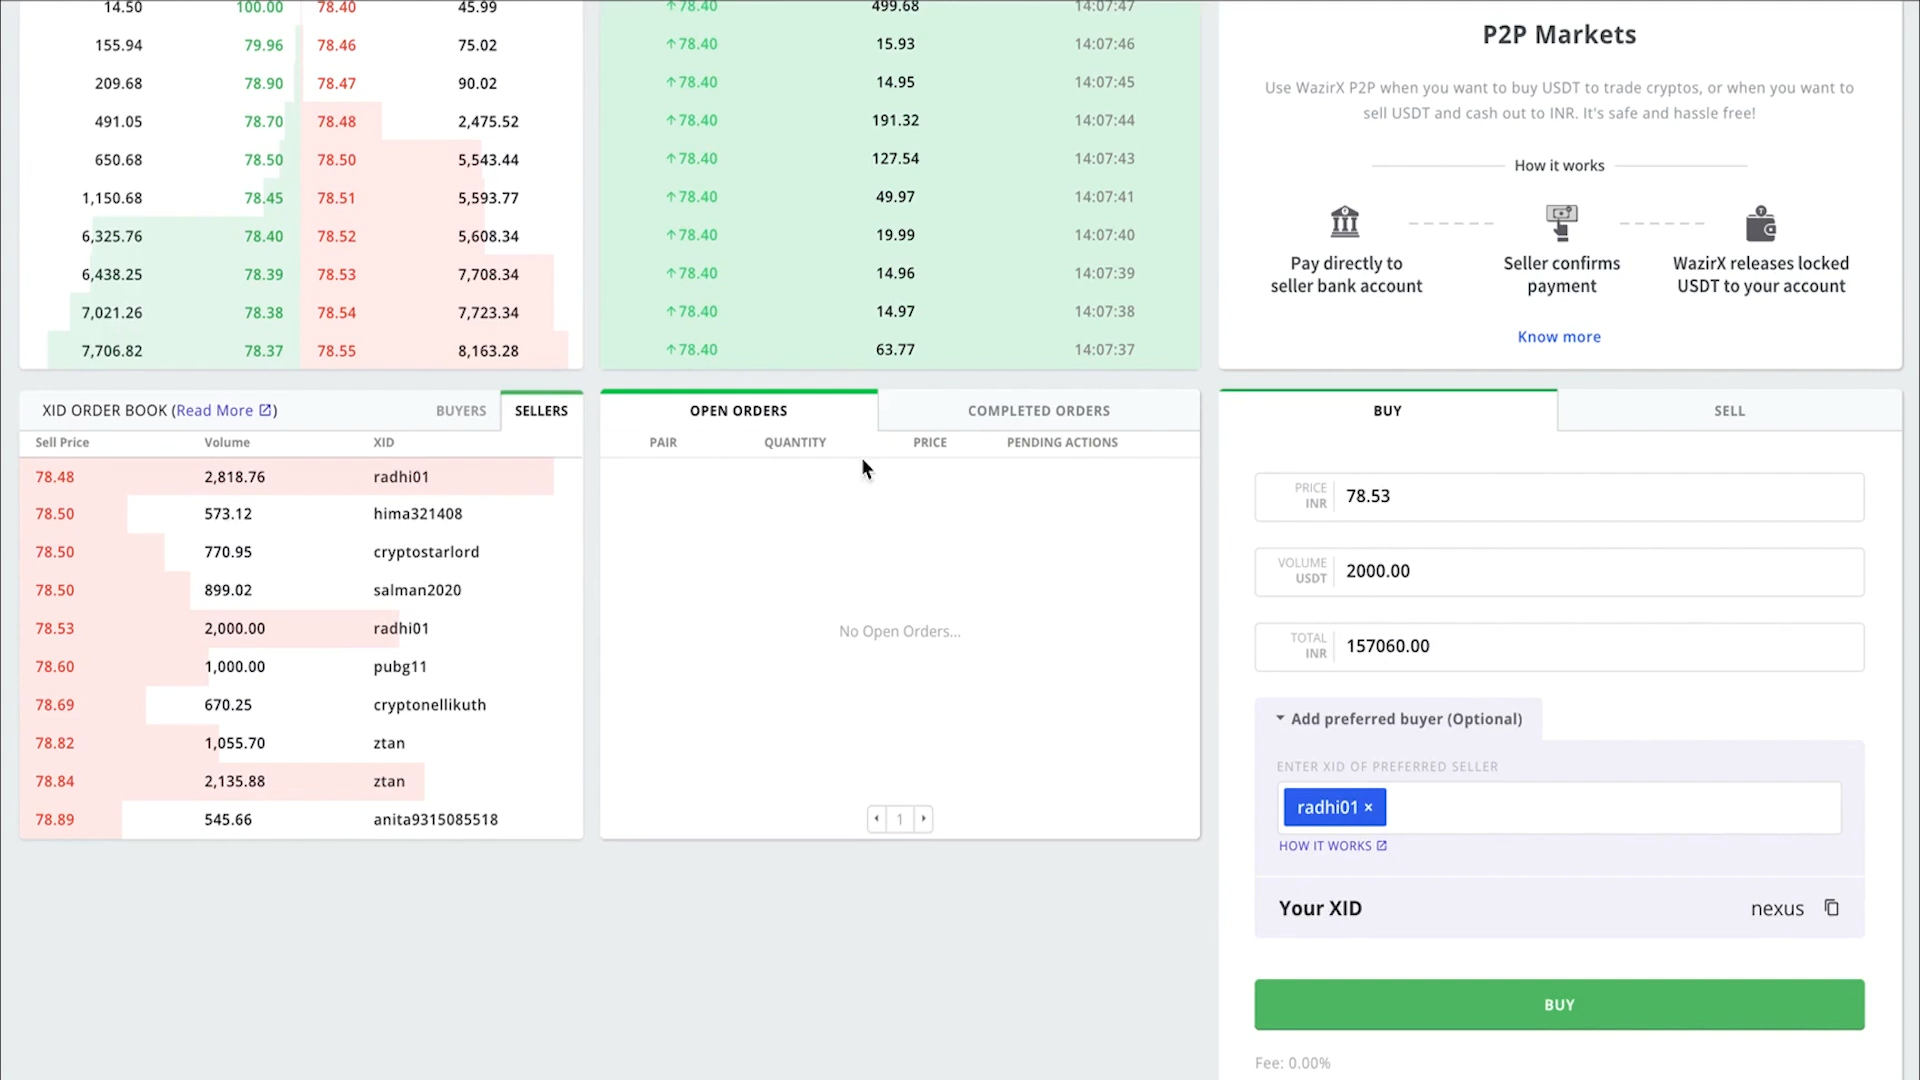 14.50 100.00 78.40 45.99
155.94 79.96 78.46 75.02
209.68 78.90 78.47 90.02
491.05 78.70 78.48 2,475.52
650.68 78.50 78.50 5,543.44
1,150.68 78.45 78.51 5,593.77
6,325.76 78.40 78.52 5,608.34
6,438.25 78.39 78.53 7,708.34
7,021.26 78.38 78.54 7,723.34
7,706.82 78.37 78.55 8,163.28
↑78.40 499.68 14:07:47
↑78.40 15.93 14:07:46
↑78.40 14.95 14:07:45
↑78.40 191.32 14:07:44
↑78.40 127.54 14:07:43
↑78.40 49.97 14:07:41
↑78.40 19.99 14:07:40
↑78.40 14.96 14:07:39
↑78.40 14.97 14:07:38
↑78.40 63.77 14:07:37
P2P Markets
Use WazirX P2P when you want to buy USDT to trade cryptos, or when you want to
sell USDT and cash out to INR. It's safe and hassle free!
How it works
Pay directly to
seller bank account
Seller confirms
payment
WazirX releases locked
USDT to your account
Know more
XID ORDER BOOK (Read More) BUYERS SELLERS
Sell Price Volume XID
78.48 2,818.76 radhi01
78.50 573.12 hima321408
78.50 770.95 cryptostarlord
78.50 899.02 salman2020
78.53 2,000.00 radhi01
78.60 1,000.00 pubg11
78.69 670.25 cryptonellikuth
78.82 1,055.70 ztan
78.84 2,135.88 ztan
78.89 545.66 anita9315085518
OPEN ORDERS COMPLETED ORDERS
PAIR QUANTITY PRICE PENDING ACTIONS
No Open Orders...
1
BUY SELL
PRICE
INR 78.53
VOLUME
USDT 2000.00
TOTAL
INR 157060.00
Add preferred buyer (Optional)
ENTER XID OF PREFERRED SELLER
radhi01 ×
HOW IT WORKS
Your XID nexus
BUY
Fee: 0.00%